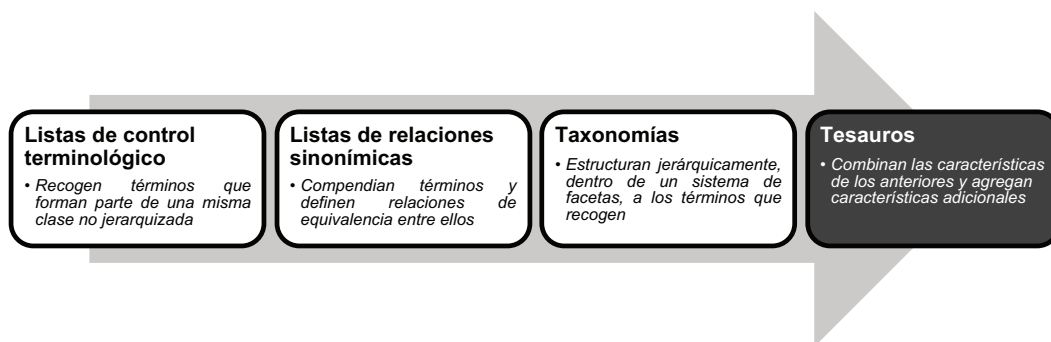 Listas de control
terminológico
• Recogen términos que
forman parte de una misma
clase no jerarquizada
Listas de relaciones
sinonímicas
• Compendian términos y
definen relaciones de
equivalencia entre ellos
Taxonomías
• Estructuran jerárquicamente,
dentro de un sistema de
facetas, a los términos que
recogen
Tesauros
• Combinan las características
de los anteriores y agregan
características adicionales